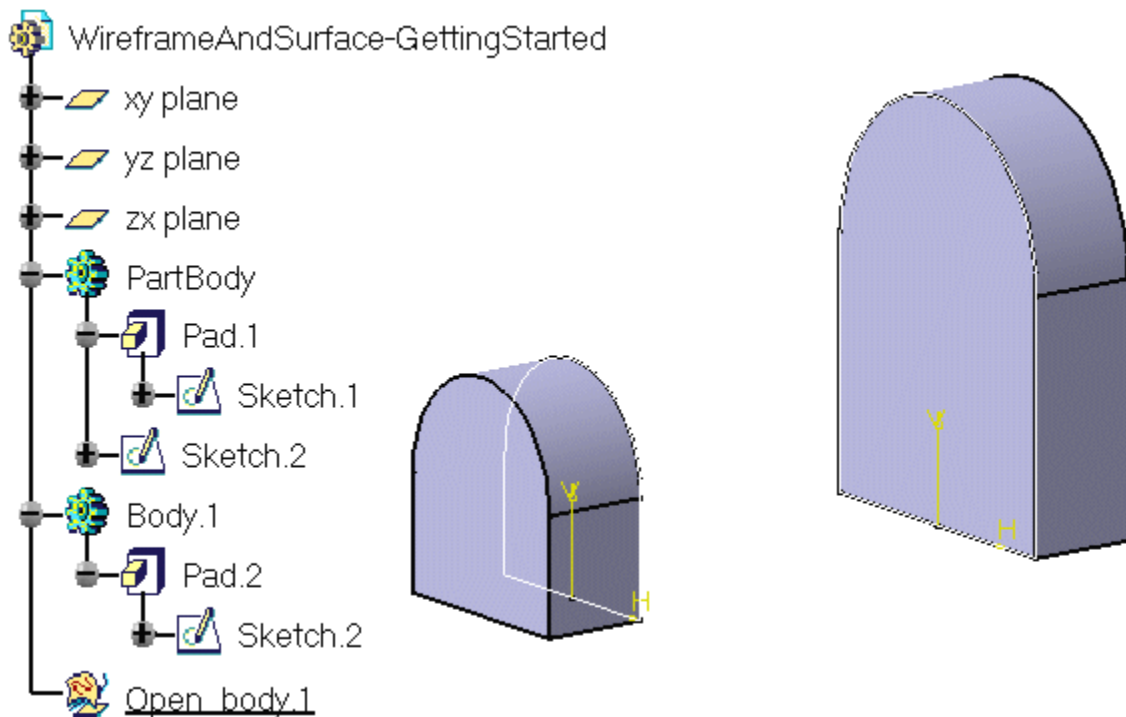 WireframeAndSurface-GettingStarted
xy plane
yz plane
zx plane
PartBody
Pad.1
Sketch.1
Sketch.2
Body.1
Pad.2
Sketch.2
Open_body.1
V
H
V
H